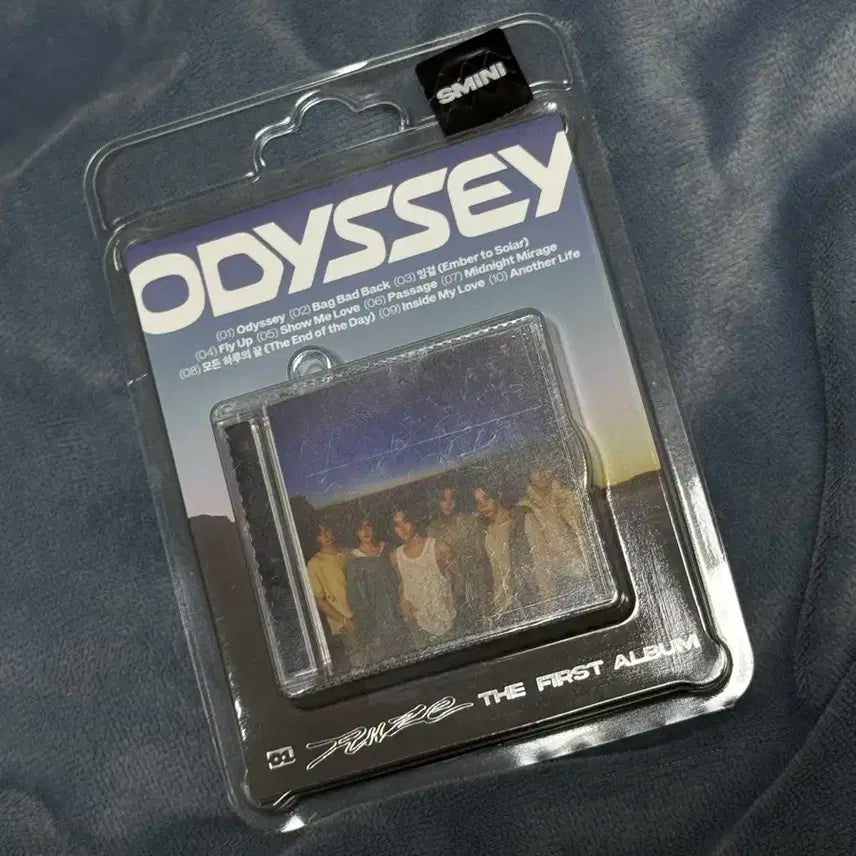 SMINI
ODYSSEY
(01) Odyssey (02) Bag Bad Back (03) 잉걸 (Ember to Solar)
(04) Fly Up (05) Show Me Love (06) Passage (07) Midnight Mirage
(08) 모든 하루의 끝 (The End of the Day) (09) Inside My Love (10) Another Life
01 RIIZE THE FIRST ALBUM